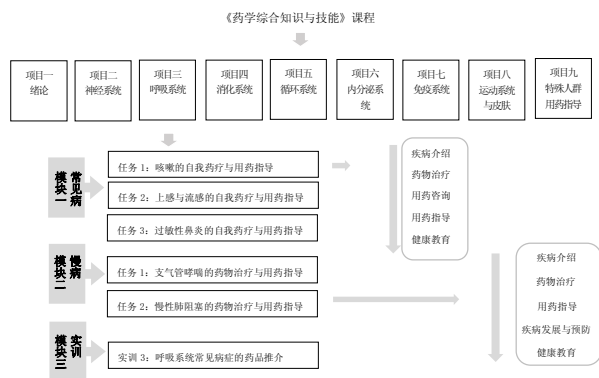 《药学综合知识与技能》课程
项目一
绪论
项目二
神经系统
项目三
呼吸系统
项目四
消化系统
项目五
循环系统
项目六
内分泌系
统
项目七
免疫系统
项目八
运动系统
与皮肤
项目九
特殊人群
用药指导
模块一
常见病
任务 1：咳嗽的自我药疗与用药指导
任务 2：上感与流感的自我药疗与用药指导
任务 3：过敏性鼻炎的自我药疗与用药指导
疾病介绍
药物治疗
用药咨询
用药指导
健康教育
模块二
慢病
任务 1：支气管哮喘的药物治疗与用药指导
任务 2：慢性肺阻塞的药物治疗与用药指导
疾病介绍
药物治疗
用药指导
疾病发展与预防
健康教育
模块三
实训
实训 3：呼吸系统常见病症的药品推介